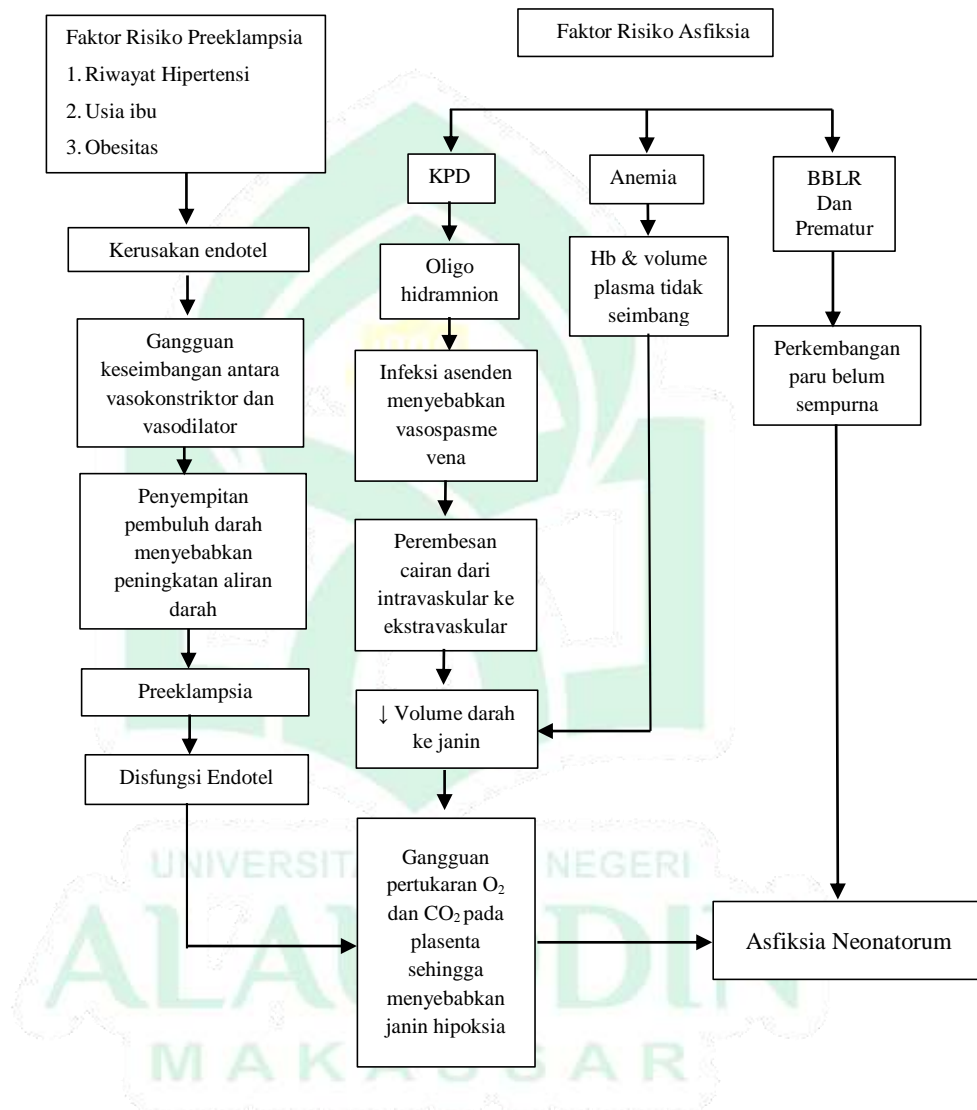 Faktor Risiko Preeklampsia
1. Riwayat Hipertensi
2. Usia ibu
3. Obesitas
Kerusakan endotel
Gangguan
keseimbangan antara
vasokonstriktor dan
vasodilator
Penyempitan
pembuluh darah
menyebabkan
peningkatan aliran
darah
Preeklampsia
Disfungsi Endotel
Faktor Risiko Asfiksia
KPD
Oligo
hidramnion
Infeksi asenden
menyebabkan
vasospasme
vena
Perembesan
cairan dari
intravaskular ke
ekstravaskular
↓ Volume darah
ke janin
Gangguan
pertukaran O₂
dan CO₂ pada
plasenta
sehingga
menyebabkan
janin hipoksia
Anemia
Hb & volume
plasma tidak
seimbang
BBLR
Dan
Prematur
Perkembangan
paru belum
sempurna
Asfiksia Neonatorum
NEGERI
MAKASSAR